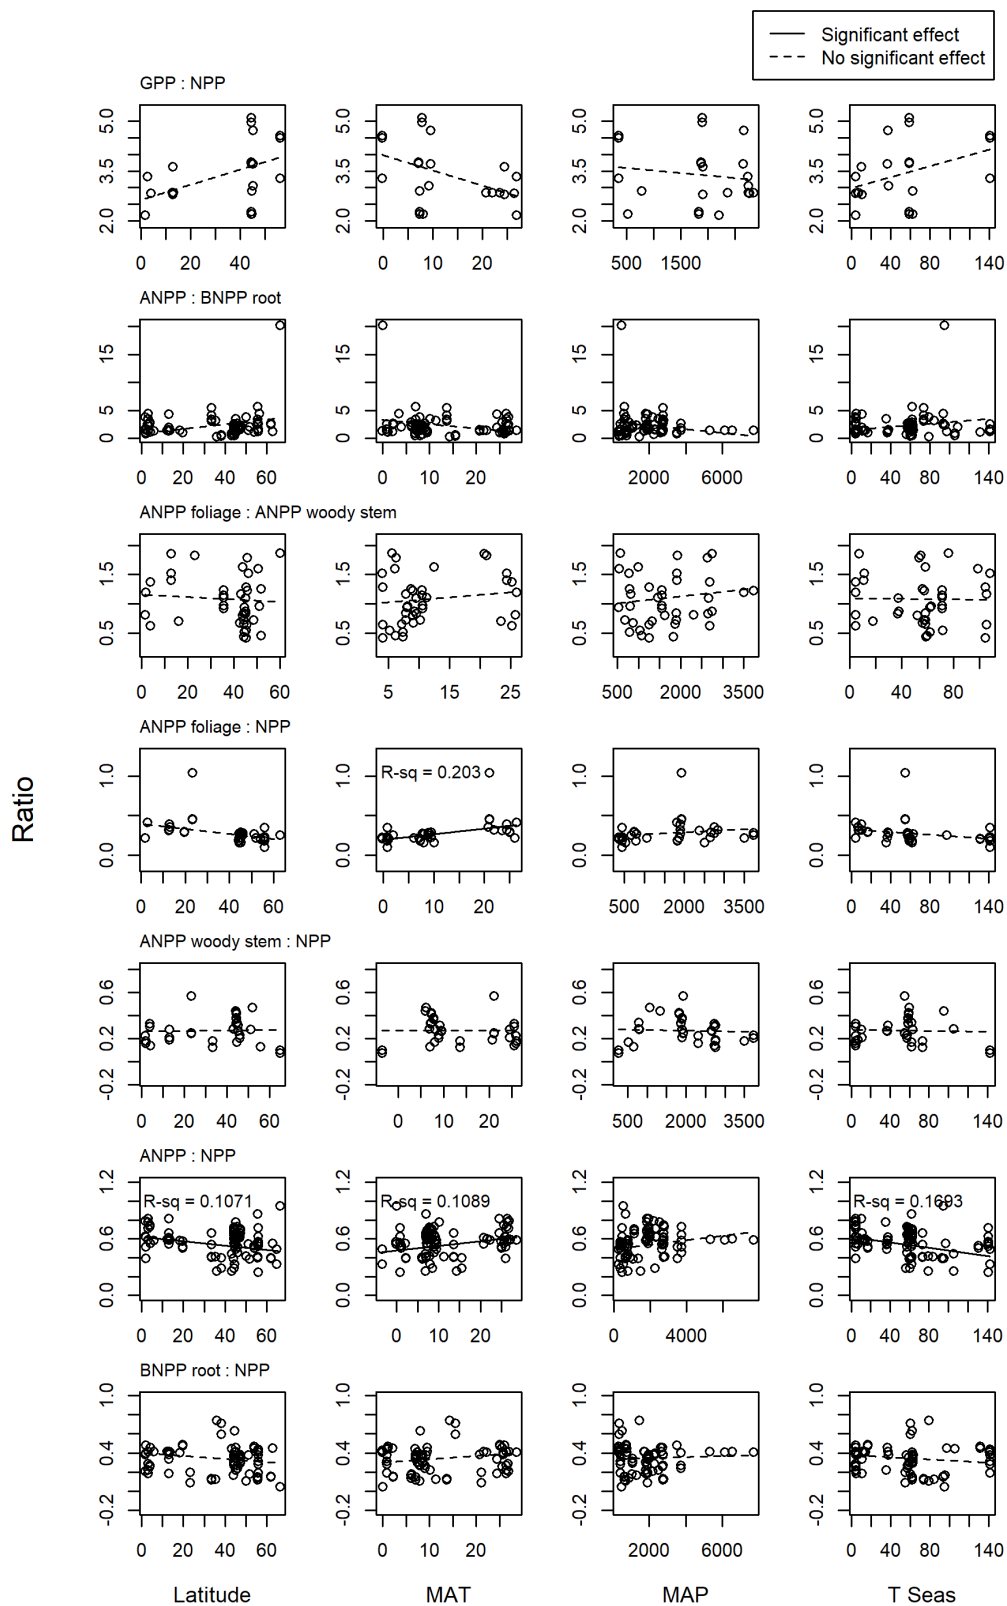 Significant effect
No significant effect
GPP : NPP
2.0 3.5 5.0
0 20 40
0 10 20
500 1500
0 40 80 140
ANPP : BNPP root
0 5 15
0 20 40 60
0 10 20
2000 6000
0 40 80 140
ANPP foliage : ANPP woody stem
0.5 1.5
0 20 40 60
5 15 25
500 2000 3500
0 40 80
ANPP foliage : NPP
R-sq = 0.203
0.0 1.0
0 20 40 60
0 10 20
500 2000 3500
0 40 80 140
Ratio
ANPP woody stem : NPP
-0.2 0.2 0.6
0 20 40 60
0 10 20
500 2000 3500
0 40 80 140
ANPP : NPP
R-sq = 0.1071
R-sq = 0.1089
R-sq = 0.1693
0.0 0.6 1.2
0 20 40 60
0 10 20
0 4000
0 40 80 140
BNPP root : NPP
-0.2 0.4 1.0
0 20 40 60
0 10 20
2000 6000
0 40 80 140
Latitude MAT MAP T Seas